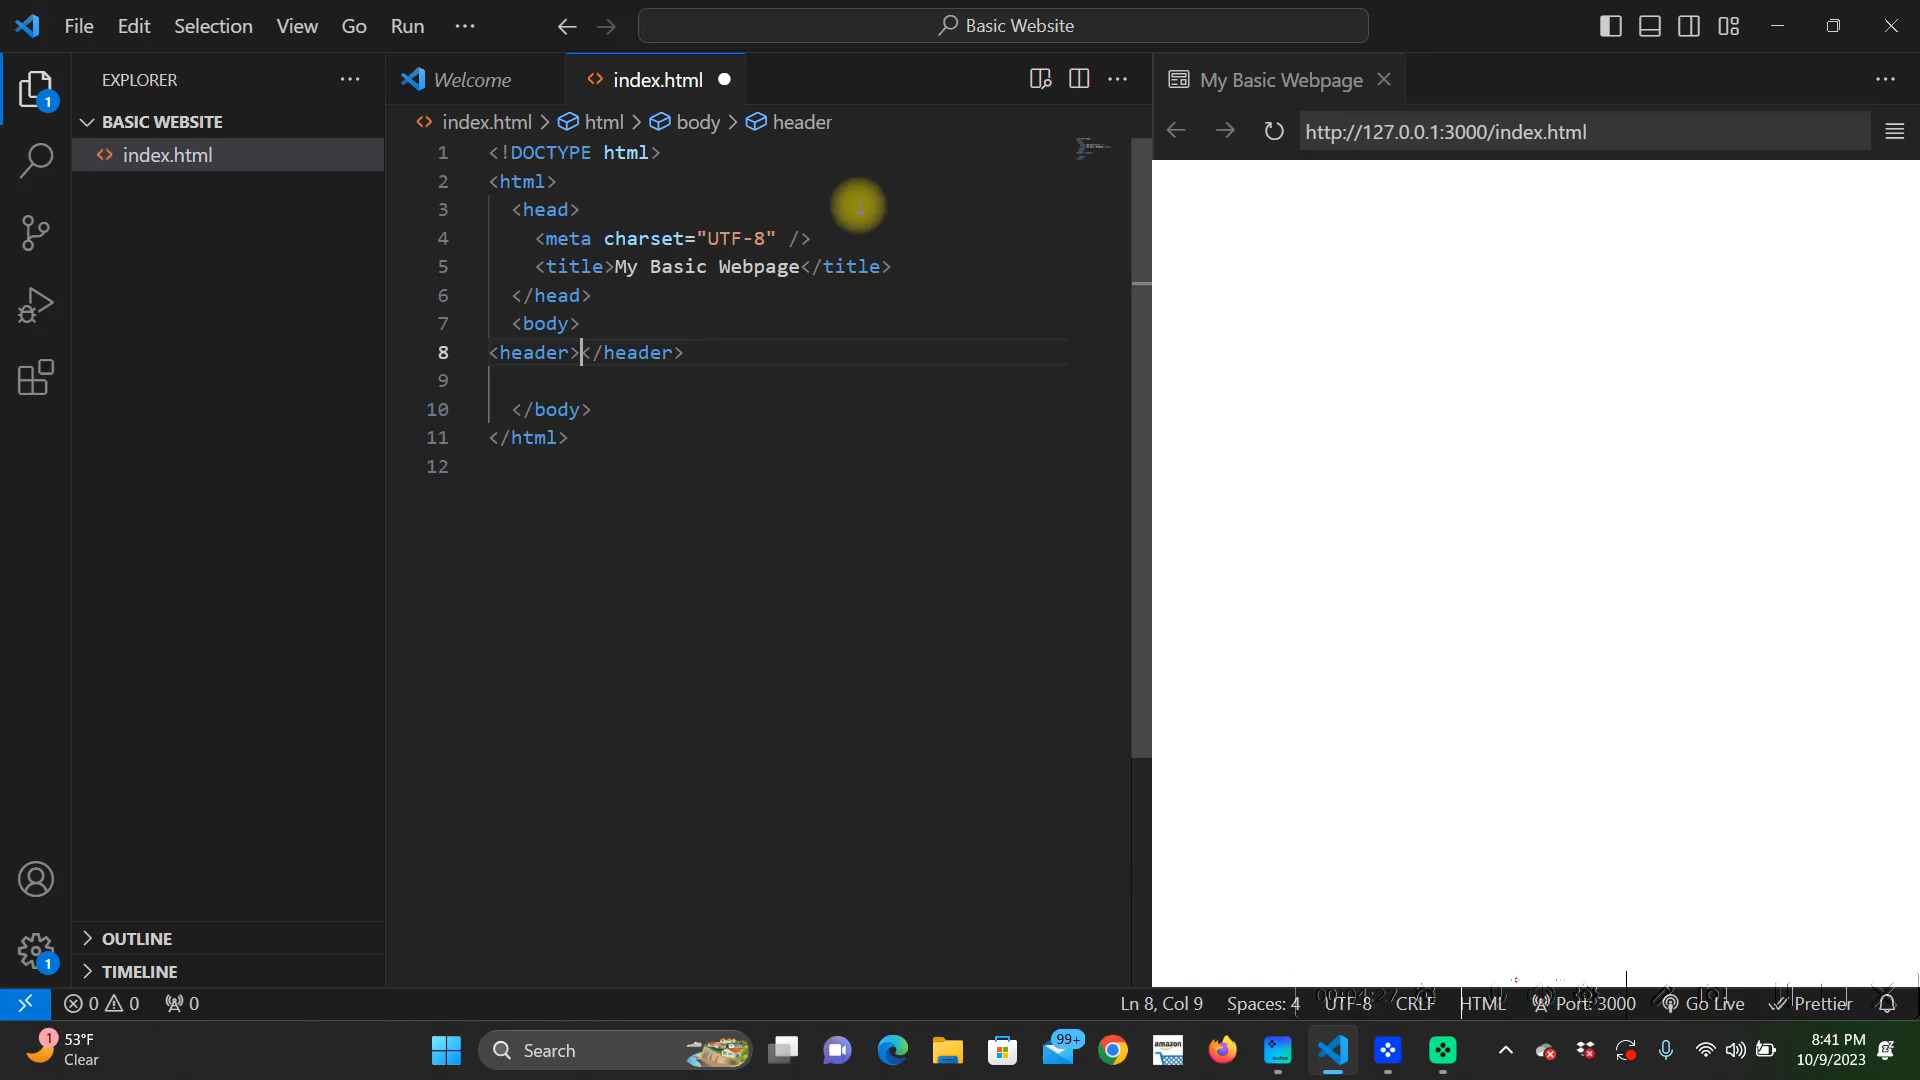 File Edit Selection View Go Run ··· Basic Website
EXPLORER ···
Welcome index.html ● ···
My Basic Webpage ···
BASIC WEBSITE
index.html
index.html > html > body > header
http://127.0.0.1:3000/index.html
1 <!DOCTYPE html>
2 <html>
3 <head>
4 <meta charset="UTF-8" />
5 <title>My Basic Webpage</title>
6 </head>
7 <body>
8 <header></header>
9
10 </body>
11 </html>
12
1
1
OUTLINE
TIMELINE
0 0 0
Ln 8, Col 9 Spaces: 4 UTF-8 CRLF HTML Port: 3000 Go Live Prettier
1 53°F
Clear
Search
99+
amazon
8:41 PM
10/9/2023